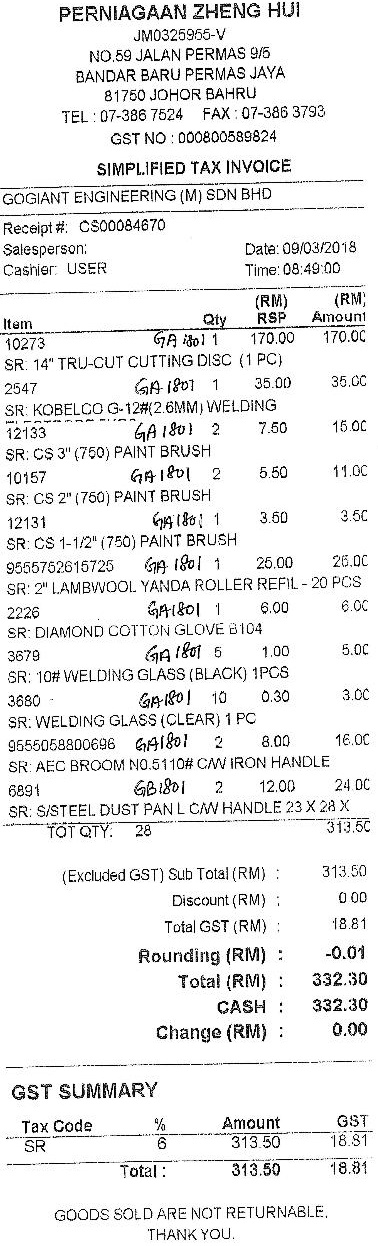 PERNIAGAAN ZHENG HUI
JM0325955-V
NO.59 JALAN PERMAS 9/5
BANDAR BARU PERMAS JAYA
81750 JOHOR BAHRU
TEL : 07-386 7524 FAX : 07-386 3793
GST NO : 000800589824
SIMPLIFIED TAX INVOICE
GOGIANT ENGINEERING (M) SDN BHD
Receipt #: CS00084670
Salesperson: Date: 09/03/2018
Cashier: USER Time: 08:49:00
(RM) (RM)
Item Qty RSP Amount
10273 GA1801 1 170.00 170.00
SR: 14" TRU-CUT CUTTING DISC (1 PC)
2547 GA1801 1 35.00 35.00
SR: KOBELCO G-12#(2.6MM) WELDING
12133 GA1801 2 7.50 15.00
SR: CS 3" (750) PAINT BRUSH
10157 GA1801 2 5.50 11.00
SR: CS 2" (750) PAINT BRUSH
12131 GA1801 1 3.50 3.50
SR: CS 1-1/2" (750) PAINT BRUSH
9555752615725 GA1801 1 25.00 25.00
SR: 2" LAMBWOOL YANDA ROLLER REFIL - 20 PCS
2226 GA1801 1 6.00 6.00
SR: DIAMOND COTTON GLOVE B104
3679 GA1801 5 1.00 5.00
SR: 10# WELDING GLASS (BLACK) 1PCS
3680 GA1801 10 0.30 3.00
SR: WELDING GLASS (CLEAR) 1 PC
9555058800696 GA1801 2 8.00 16.00
SR: AEC BROOM NO.5110# C/W IRON HANDLE
6891 GB1801 2 12.00 24.00
SR: S/STEEL DUST PAN L C/W HANDLE 23 X 28 X
TOT QTY: 28 313.50
(Excluded GST) Sub Total (RM) : 313.50
Discount (RM) : 0.00
Total GST (RM) : 18.81
Rounding (RM) : -0.01
Total (RM) : 332.30
CASH : 332.30
Change (RM) : 0.00
GST SUMMARY
Tax Code % Amount GST
SR 6 313.50 18.81
Total : 313.50 18.81
GOODS SOLD ARE NOT RETURNABLE,
THANK YOU.